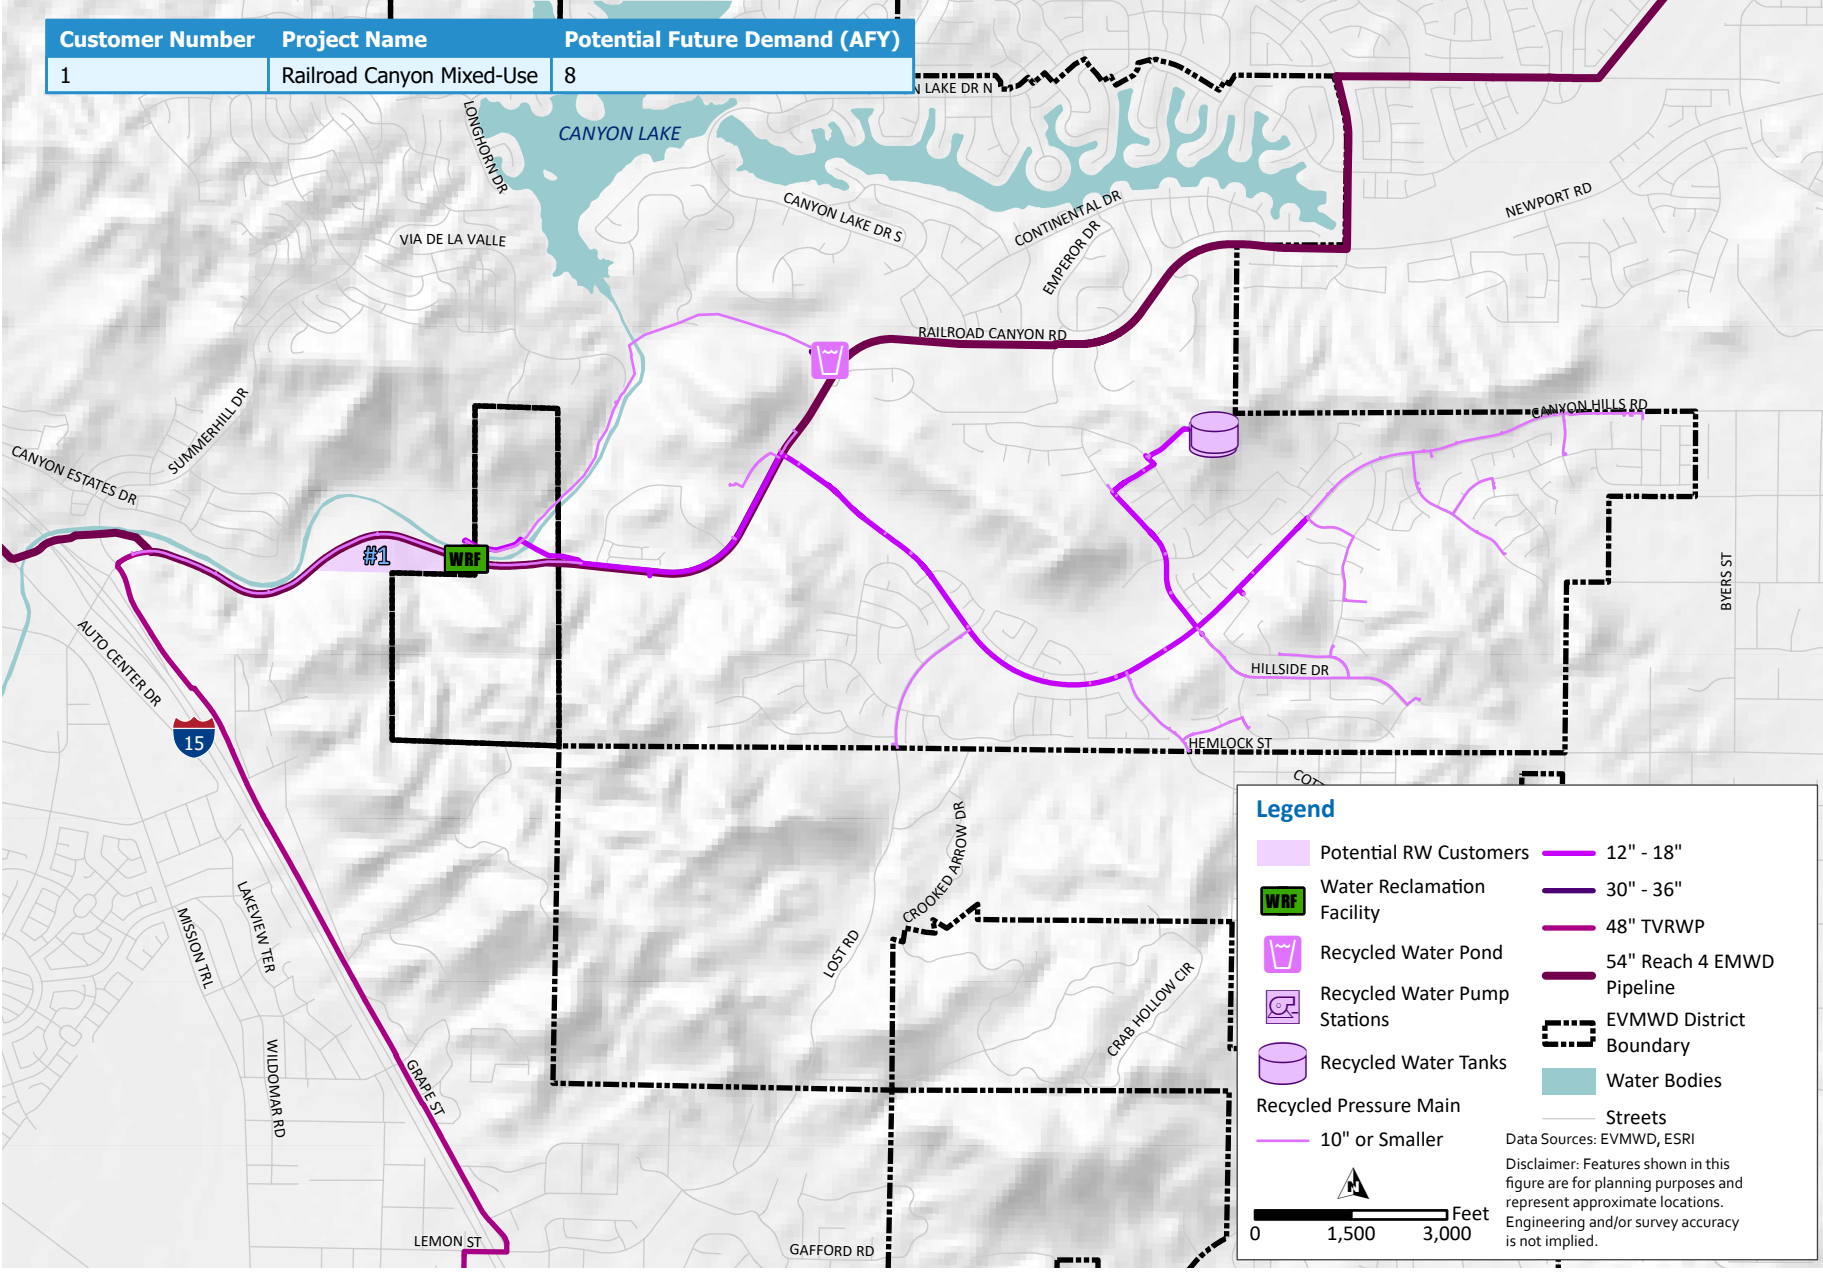 Customer Number Project Name Potential Future Demand (AFY)
1 Railroad Canyon Mixed-Use 8
N LAKE DR N
LONGHORN DR
CANYON LAKE
CANYON LAKE DR S
CONTINENTAL DR
EMPEROR DR
NEWPORT RD
VIA DE LA VALLE
RAILROAD CANYON RD
SUMMERHILL DR
CANYON ESTATES DR
CANYON HILLS RD
#1
WRF
BYERS ST
AUTO CENTER DR
15
HILLSIDE DR
HEMLOCK ST
COT
CROOKED ARROW DR
LOST RD
CRAB HOLLOW CIR
LAKEVIEW TER
MISSION TRL
WILDOMAR RD
GRAPE ST
LEMON ST
GAFFORD RD
Legend
Potential RW Customers
WRF
Water Reclamation
Facility
Recycled Water Pond
Recycled Water Pump
Stations
Recycled Water Tanks
Recycled Pressure Main
10" or Smaller
12" - 18"
30" - 36"
48" TVRWP
54" Reach 4 EMWD
Pipeline
EVMWD District
Boundary
Water Bodies
Streets
Data Sources: EVMWD, ESRI
Disclaimer: Features shown in this
figure are for planning purposes and
represent approximate locations.
Engineering and/or survey accuracy
is not implied.
N
Feet
0 1,500 3,000